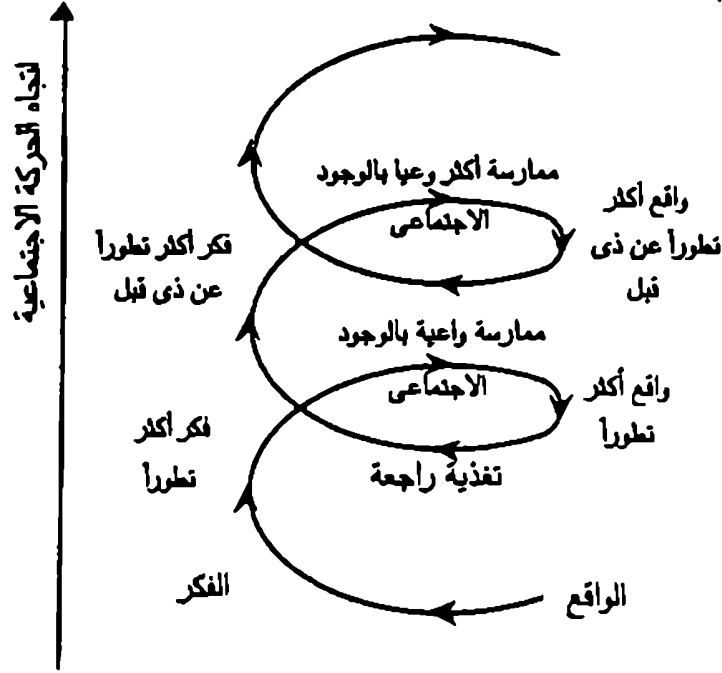 لتجاه الحركة الاجتماعية
ممارسة أكثر وعيا بالوجود
الاجتماعى
واقع أكثر
تطوراً عن ذى
قبل
فكر أكثر تطوراً
عن ذى قبل
ممارسة واعية بالوجود
الاجتماعى
واقع أكثر
تطوراً
فكر أكثر
تطوراً
تغذية راجعة
الواقع
الفكر